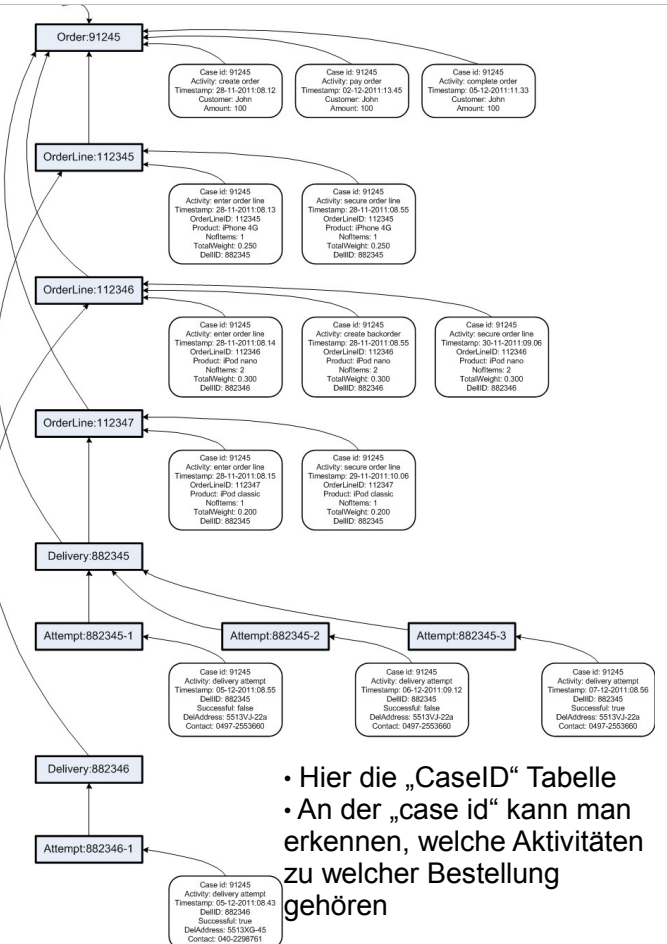 Order:91245
Case id: 91245
Activity: create order
Timestamp: 28-11-2011:08.12
Customer: John
Amount: 100
Case id: 91245
Activity: pay order
Timestamp: 02-12-2011:13.45
Customer: John
Amount: 100
Case id: 91245
Activity: complete order
Timestamp: 05-12-2011:11.33
Customer: John
Amount: 100
OrderLine:112345
Case id: 91245
Activity: enter order line
Timestamp: 28-11-2011:08.13
OrderLineID: 112345
Product: iPhone 4G
NofItems: 1
TotalWeight: 0.250
DellID: 882345
Case id: 91245
Activity: secure order line
Timestamp: 28-11-2011:08.55
OrderLineID: 112345
Product: iPhone 4G
NofItems: 1
TotalWeight: 0.250
DellID: 882345
OrderLine:112346
Case id: 91245
Activity: enter order line
Timestamp: 28-11-2011:08.14
OrderLineID: 112346
Product: iPod nano
NofItems: 2
TotalWeight: 0.300
DellID: 882346
Case id: 91245
Activity: create backorder
Timestamp: 28-11-2011:08.55
OrderLineID: 112346
Product: iPod nano
NofItems: 2
TotalWeight: 0.300
DellID: 882346
Case id: 91245
Activity: secure order line
Timestamp: 30-11-2011:09.06
OrderLineID: 112346
Product: iPod nano
NofItems: 2
TotalWeight: 0.300
DellID: 882346
OrderLine:112347
Case id: 91245
Activity: enter order line
Timestamp: 28-11-2011:08.15
OrderLineID: 112347
Product: iPod classic
NofItems: 1
TotalWeight: 0.200
DellID: 882345
Case id: 91245
Activity: secure order line
Timestamp: 29-11-2011:10.06
OrderLineID: 112347
Product: iPod classic
NofItems: 1
TotalWeight: 0.200
DellID: 882345
Delivery:882345
Attempt:882345-1
Attempt:882345-2
Attempt:882345-3
Case id: 91245
Activity: delivery attempt
Timestamp: 05-12-2011:08.55
DellID: 882345
Successful: false
DelAddress: 5513VJ-22a
Contact: 0497-2553660
Case id: 91245
Activity: delivery attempt
Timestamp: 06-12-2011:09.12
DellID: 882345
Successful: false
DelAddress: 5513VJ-22a
Contact: 0497-2553660
Case id: 91245
Activity: delivery attempt
Timestamp: 07-12-2011:08.56
DellID: 882345
Successful: true
DelAddress: 5513VJ-22a
Contact: 0497-2553660
Delivery:882346
Attempt:882346-1
Case id: 91245
Activity: delivery attempt
Timestamp: 05-12-2011:08.43
DellID: 882346
Successful: true
DelAddress: 5513XG-45
Contact: 040-2298761
• Hier die „CaseID“ Tabelle
• An der „case id“ kann man
erkennen, welche Aktivitäten
zu welcher Bestellung
gehören